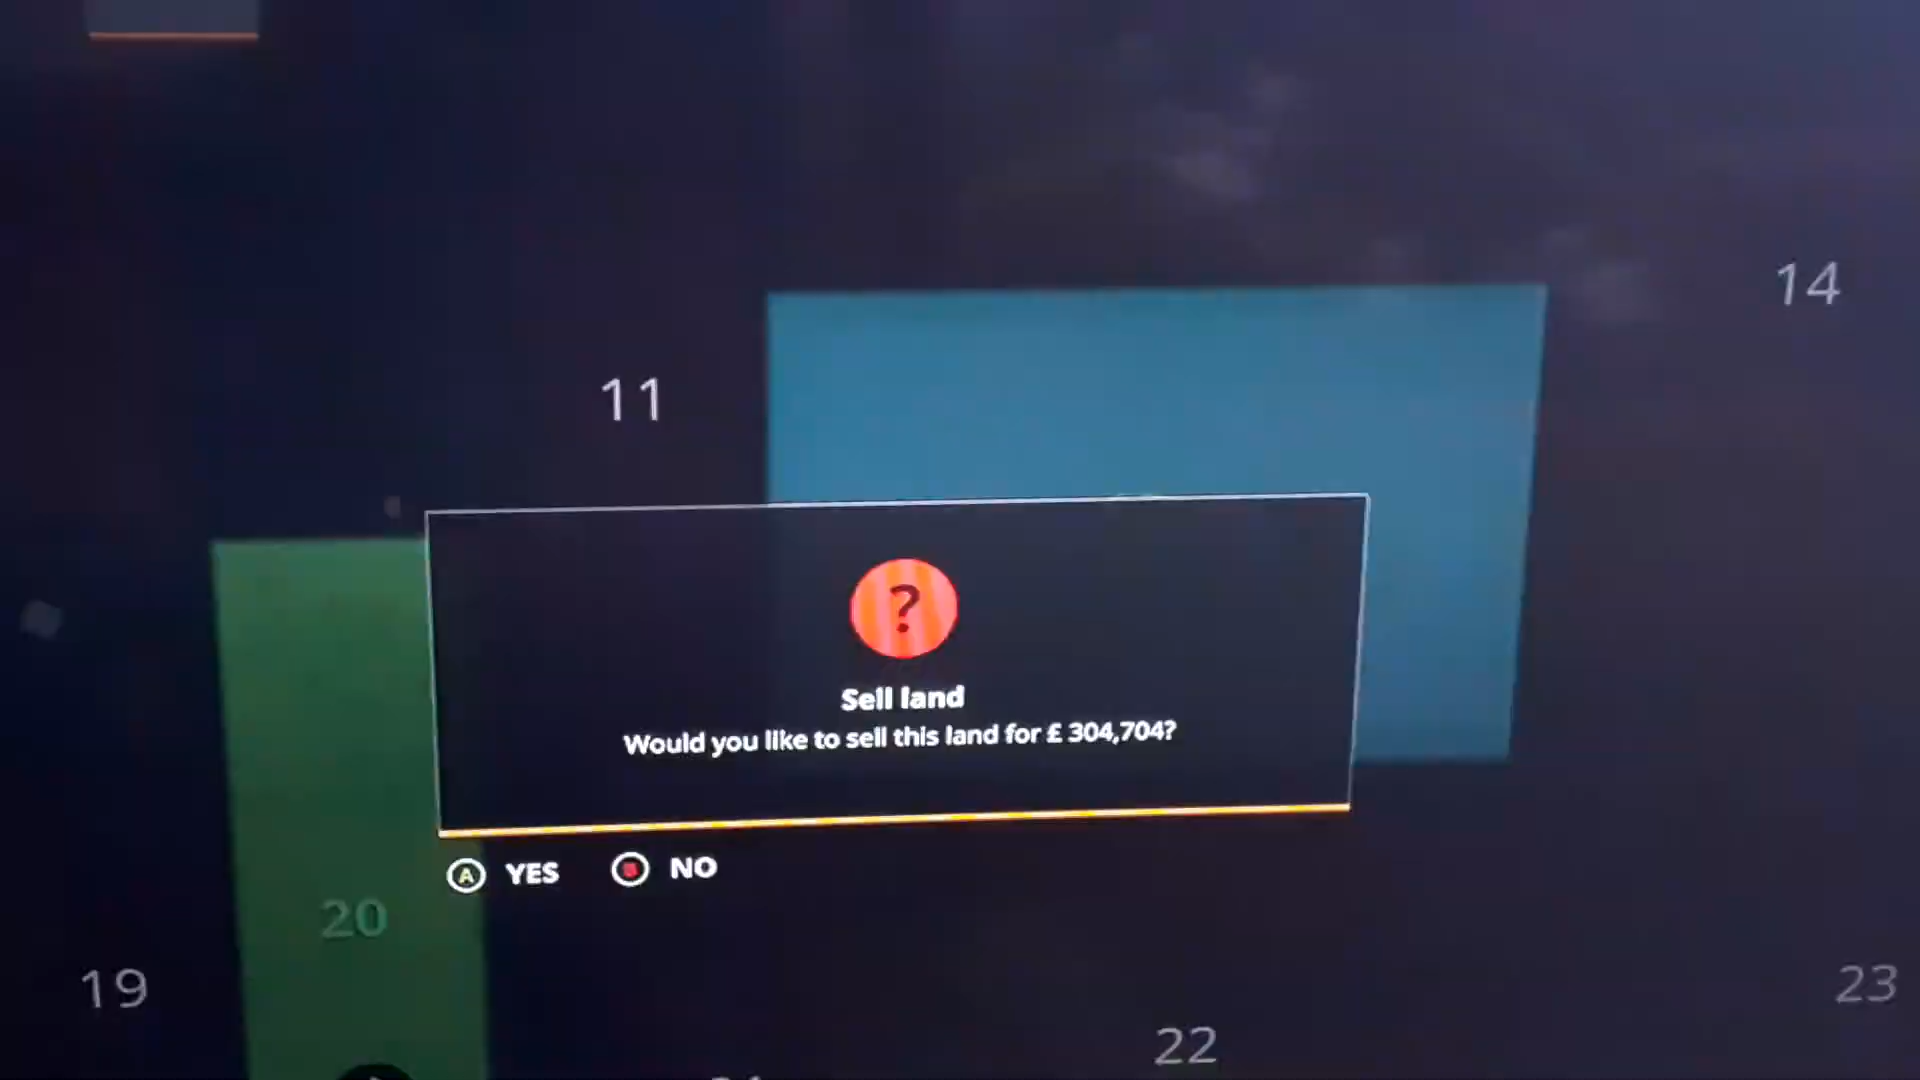 14
11
?
Sell land
Would you like to sell this land for £ 304,704?
A YES B NO
20
19
23
22